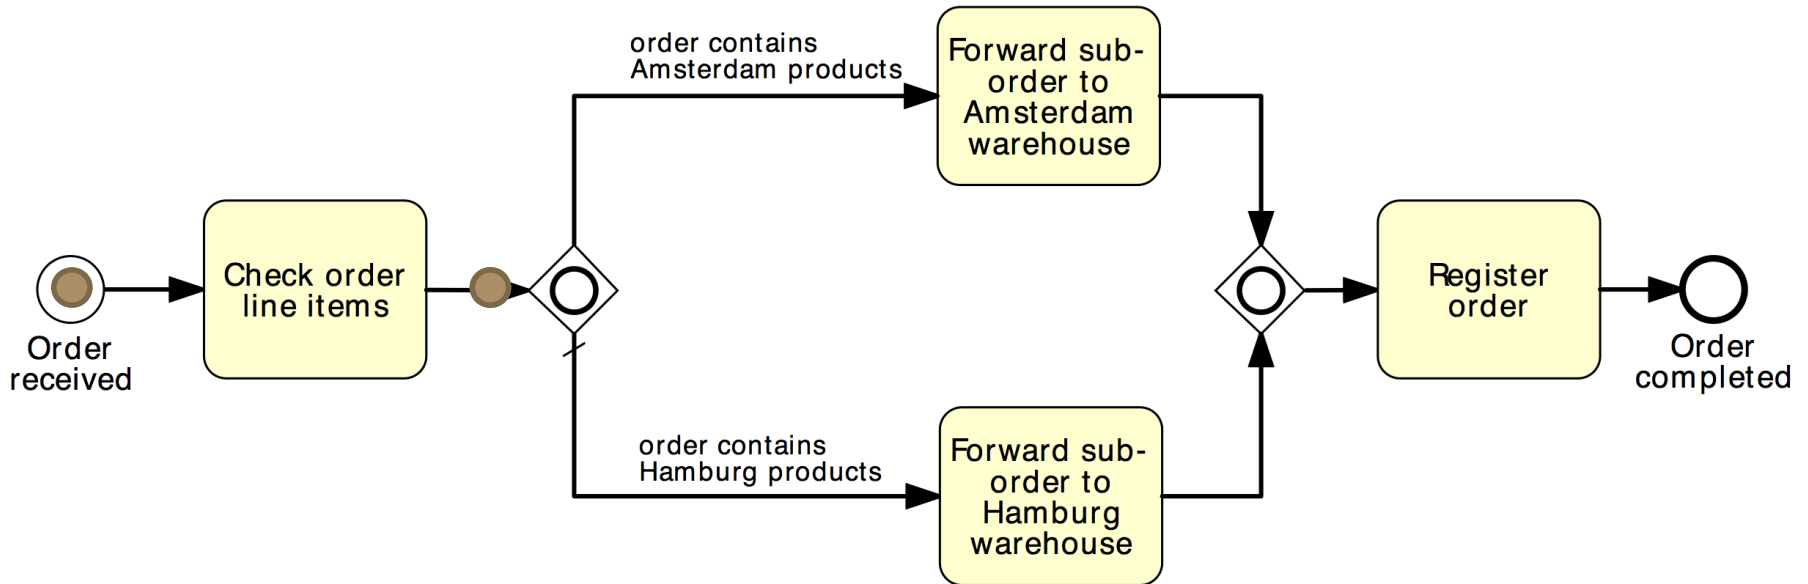 order contains
Amsterdam products
Forward sub-
order to
Amsterdam
warehouse
Check order
line items
Order
received
Register
order
Order
completed
order contains
Hamburg products
Forward sub-
order to
Hamburg
warehouse